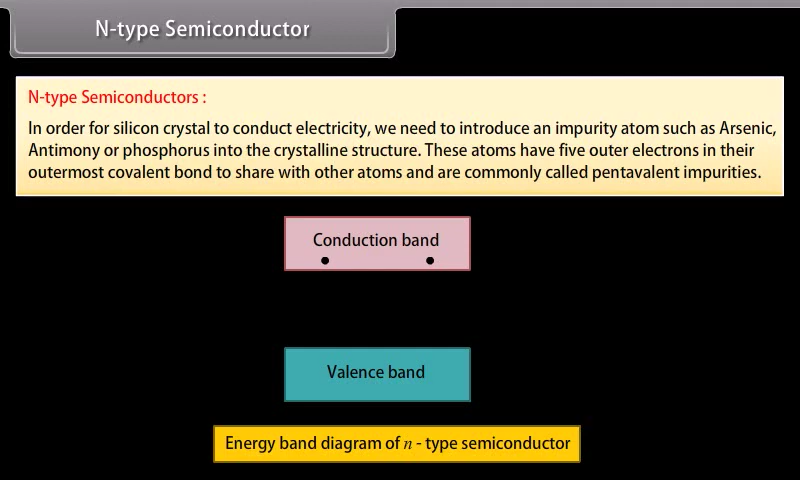 N-type Semiconductor
N-type Semiconductors :
In order for silicon crystal to conduct electricity, we need to introduce an impurity atom such as Arsenic,
Antimony or phosphorus into the crystalline structure. These atoms have five outer electrons in their
outermost covalent bond to share with other atoms and are commonly called pentavalent impurities.
Conduction band
Valence band
Energy band diagram of n - type semiconductor